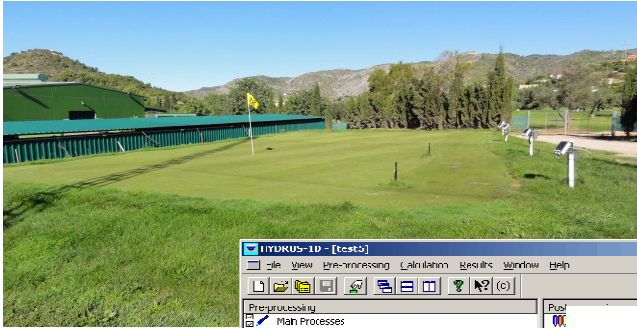 HYDRUS-1D - [test5]
File View Pre-processing Calculation Results Window Help
Pre-processing
Main Processes